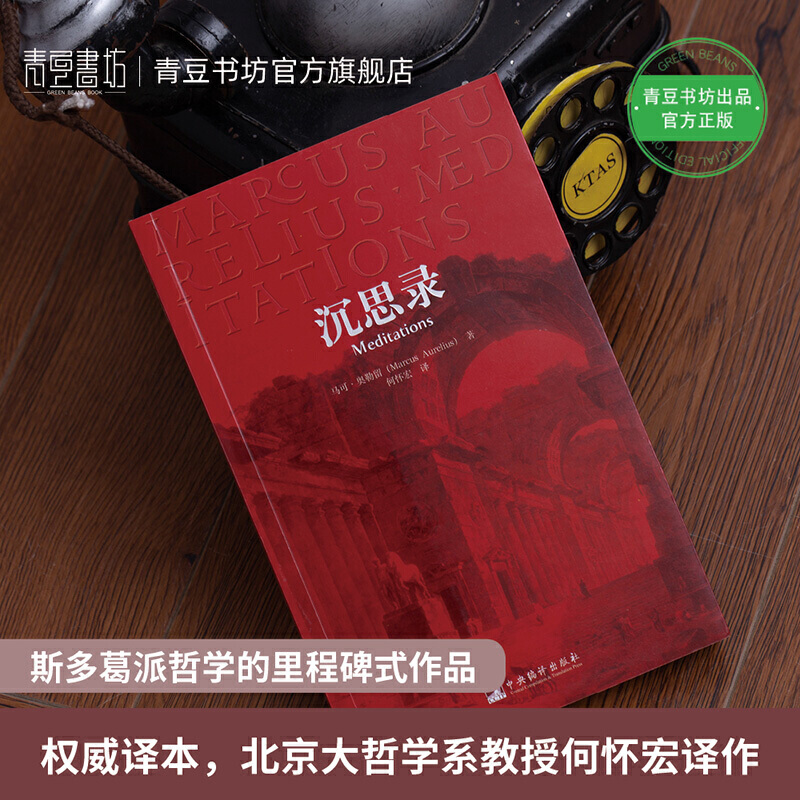 青豆書坊
GREEN BEANS BOOK
青豆书坊官方旗舰店
GREEN BEANS
青豆书坊出品
官方正版
OFFICIAL EDITION
KTAS
MARCUS AU
RELIUS·MED
ITATIONS
沉思录
Meditations
马可·奥勒留 (Marcus Aurelius) 著
何怀宏 译
中央编译出版社
Central Compilation & Translation Press
斯多葛派哲学的里程碑式作品
权威译本，北京大哲学系教授何怀宏译作